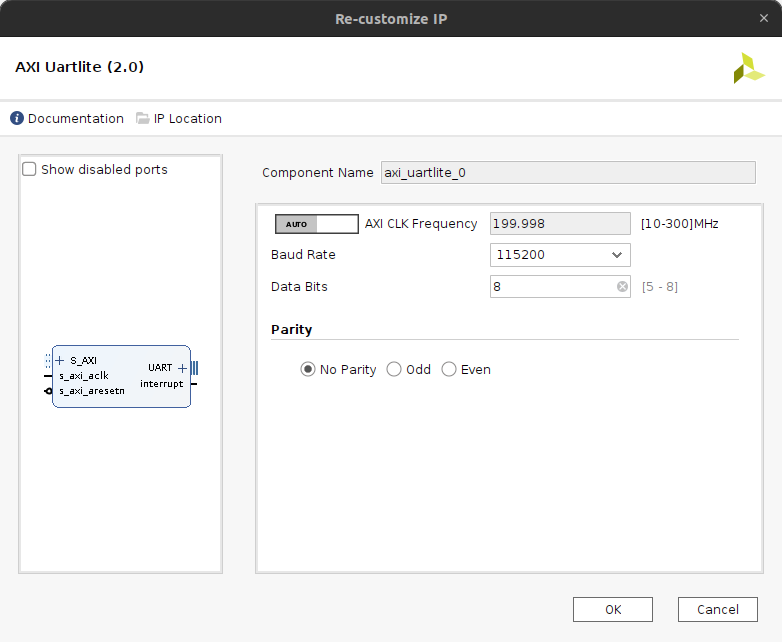 Re-customize IP
AXI Uartlite (2.0)
Documentation IP Location
Show disabled ports
S_AXI
s_axi_aclk
s_axi_aresetn
UART
interrupt
Component Name axi_uartlite_0
AUTO AXI CLK Frequency 199.998 [10-300]MHz
Baud Rate 115200
Data Bits 8 [5 - 8]
Parity
No Parity Odd Even
OK Cancel